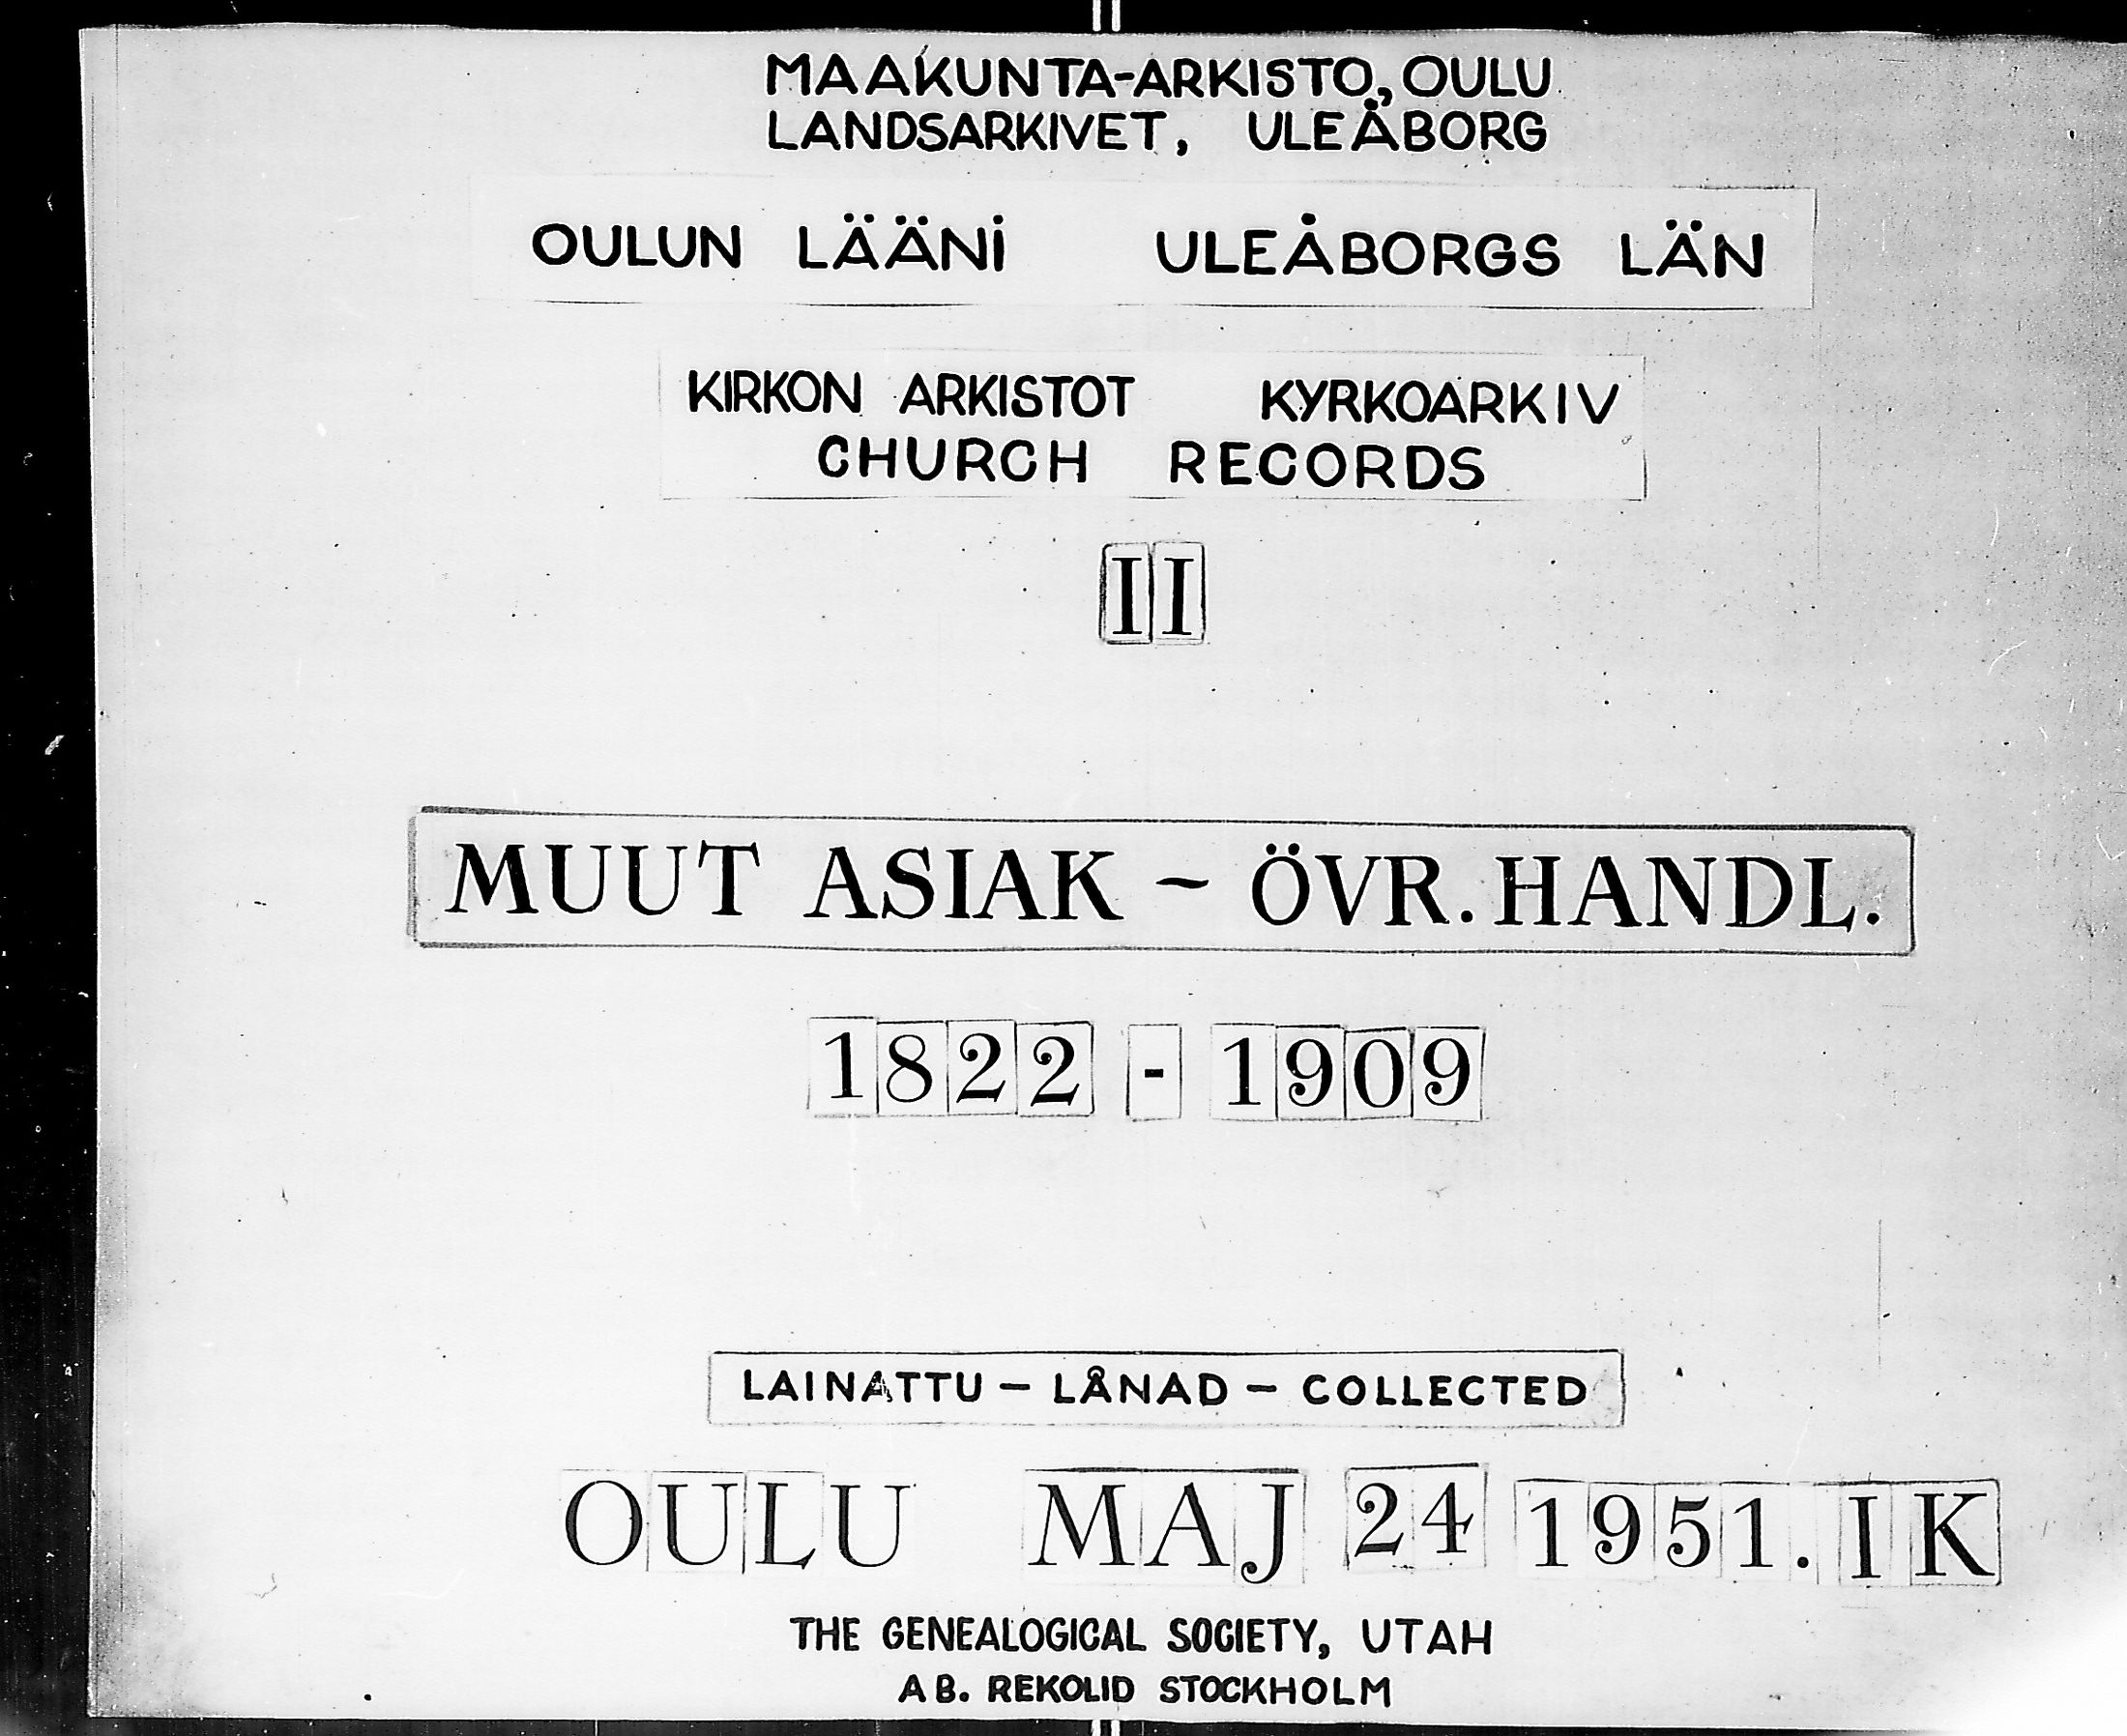 MAAKUNTA-ARKISTO, OULU
LANDSARKIVET, ULEÅBORG
OULUN LÄÄNI ULEÅBORGS LÄN
KIRKON ARKISTOT KYRKOARKIV
CHURCH RECORDS
II
MUUT ASIAK - ÖVR. HANDL.
1822 - 1909
LAINATTU - LÅNAD - COLLECTED
OULU MAJ 24 1951. IK
THE GENEALOGICAL SOCIETY, UTAH
AB. REKOLID STOCKHOLM